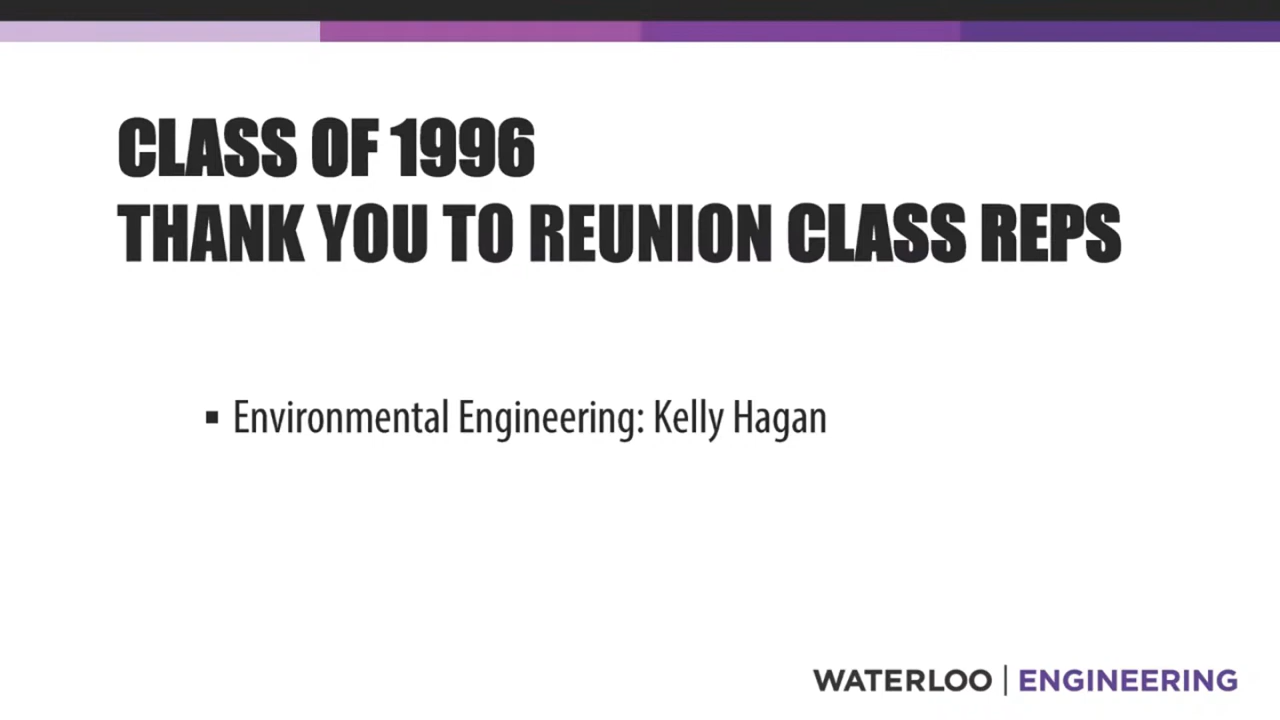 CLASS OF 1996
THANK YOU TO REUNION CLASS REPS
▪ Environmental Engineering: Kelly Hagan
WATERLOO | ENGINEERING